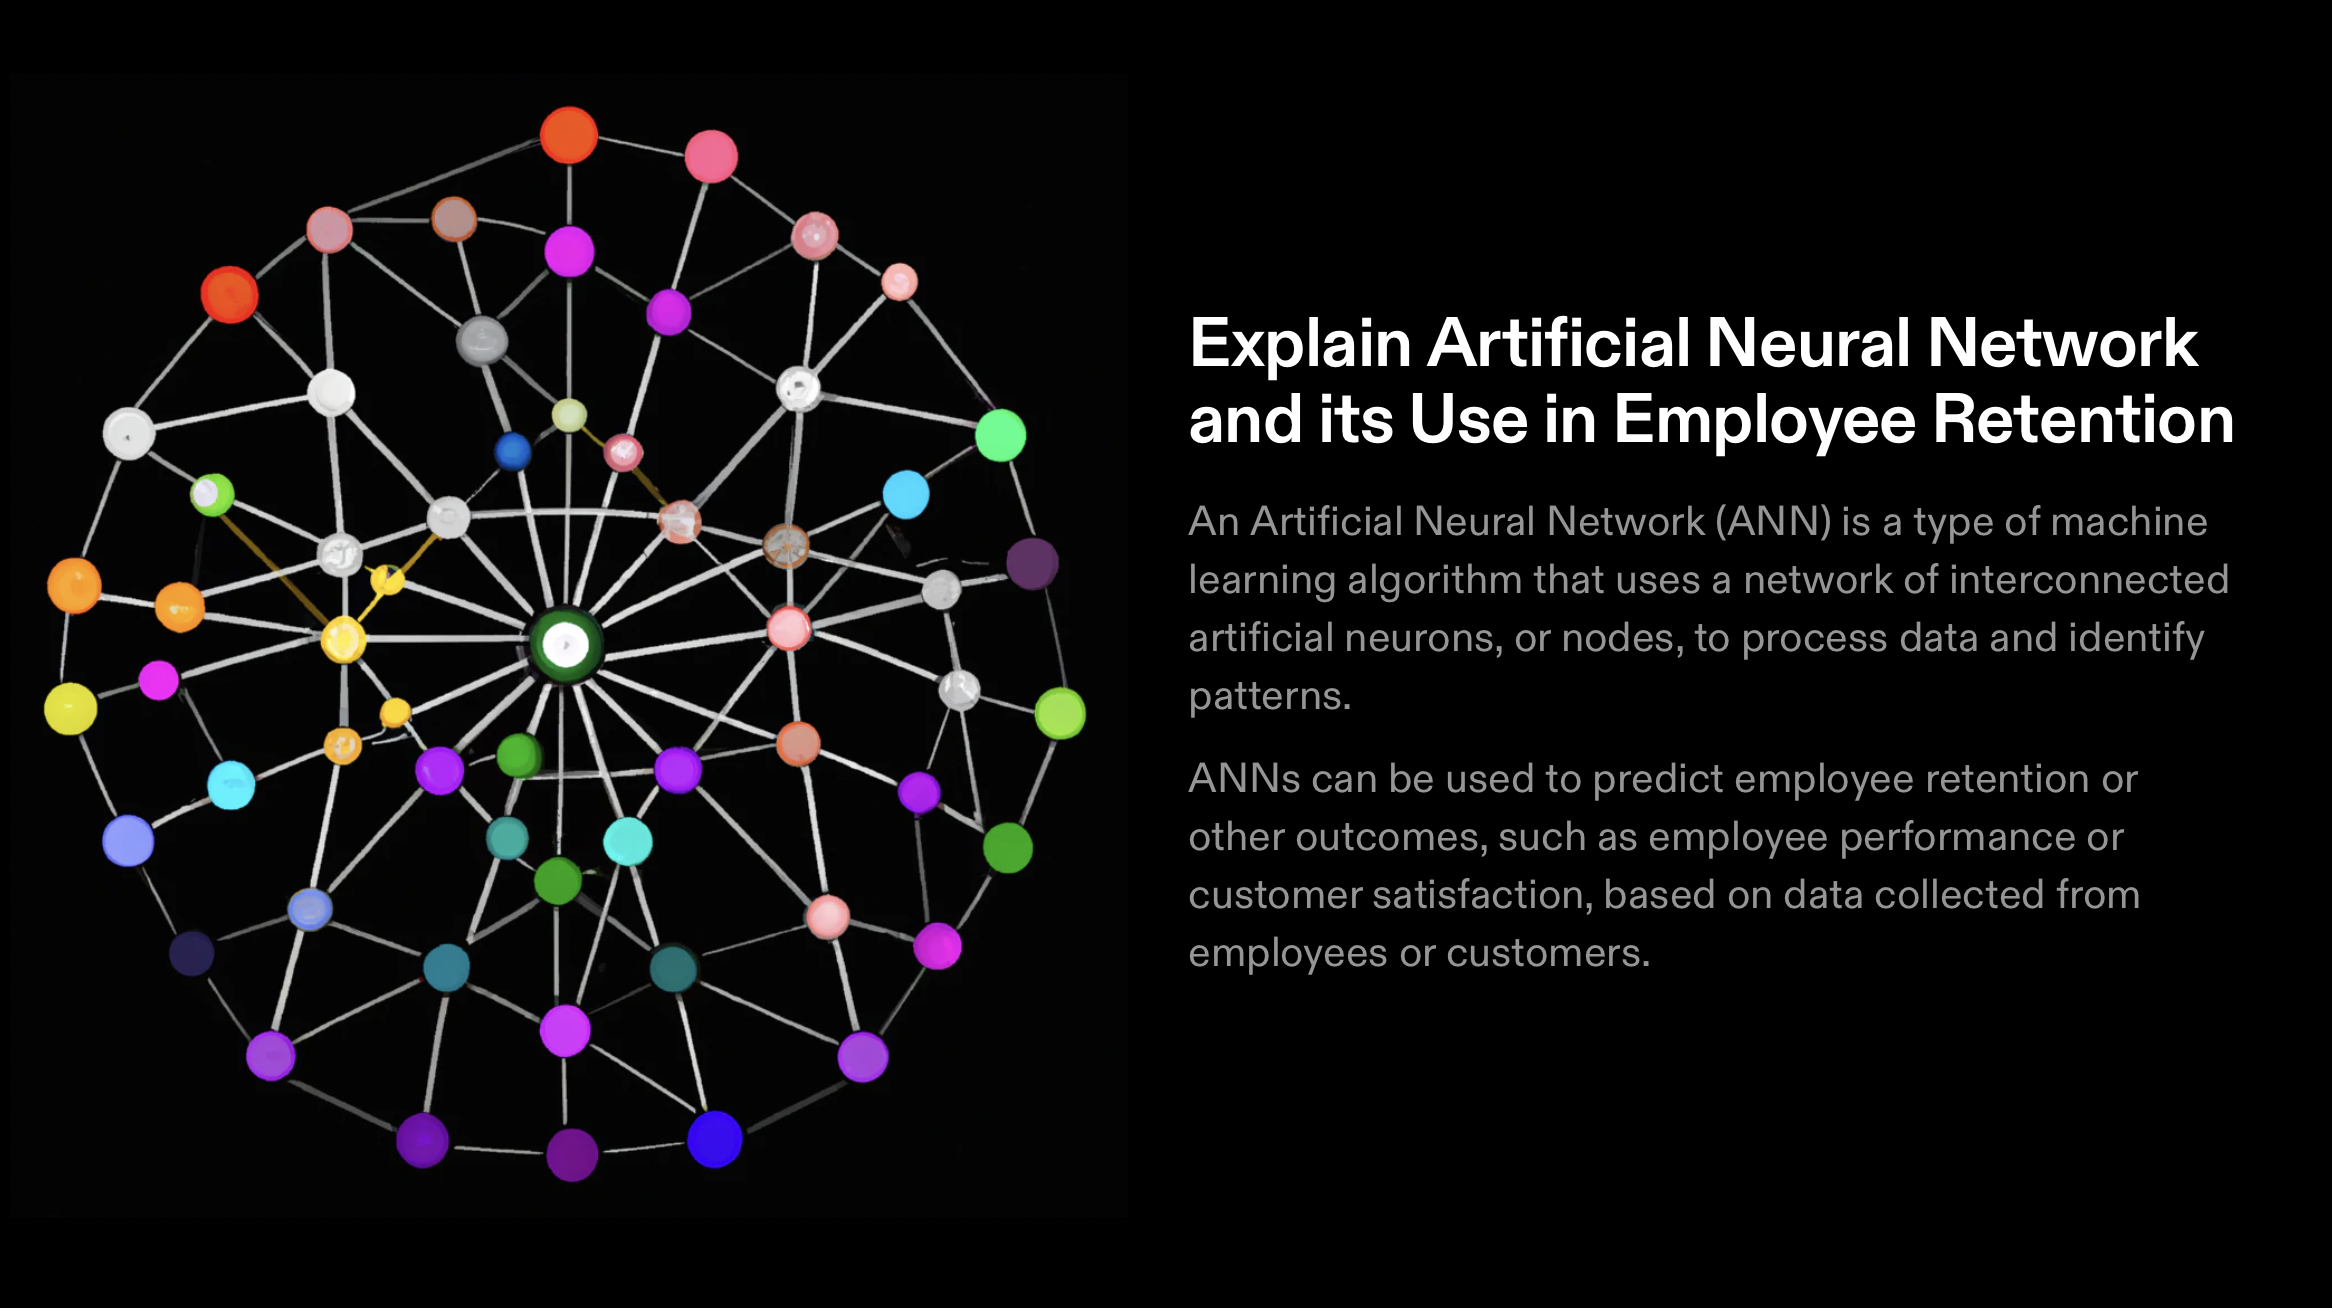 Explain Artificial Neural Network
and its Use in Employee Retention
An Artificial Neural Network (ANN) is a type of machine
learning algorithm that uses a network of interconnected
artificial neurons, or nodes, to process data and identify
patterns.
ANNs can be used to predict employee retention or
other outcomes, such as employee performance or
customer satisfaction, based on data collected from
employees or customers.